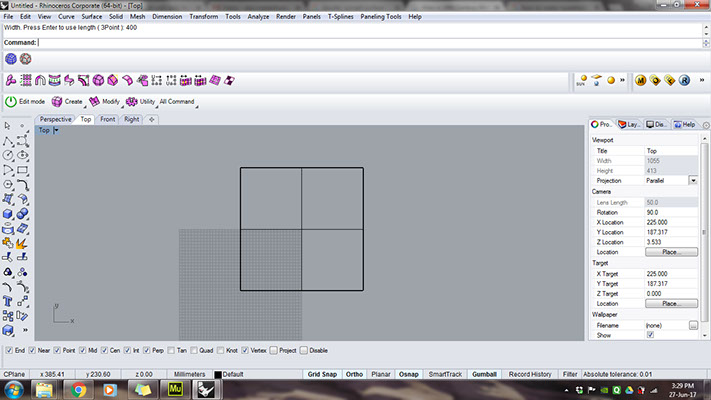 Untitled - Rhinoceros Corporate (64-bit) - [Top]
File Edit View Curve Surface Solid Mesh Dimension Transform Tools Analyze Render Panels T-Splines Paneling Tools Help
Width. Press Enter to use length ( 3Point ): 400
Command:
Edit mode Create Modify Utility All Command
Perspective Top Front Right
Top
Pro... Lay... Dis... Help
Viewport
Title Top
Width 1055
Height 413
Projection Parallel
Camera
Lens Length 50.0
Rotation 90.0
X Location 225.000
Y Location 187.317
Z Location 3.533
Location Place...
Target
X Target 225.000
Y Target 187.317
Z Target 0.000
Location Place...
Wallpaper
Filename (none) ...
Show
y
x
End Near Point Mid Cen Int Perp Tan Quad Knot Vertex Project Disable
CPlane x 385.41 y 230.60 z 0.00 Millimeters Default Grid Snap Ortho Planar Osnap SmartTrack Gumball Record History Filter Absolute tolerance: 0.01
Mu
3:29 PM
27-Jun-17